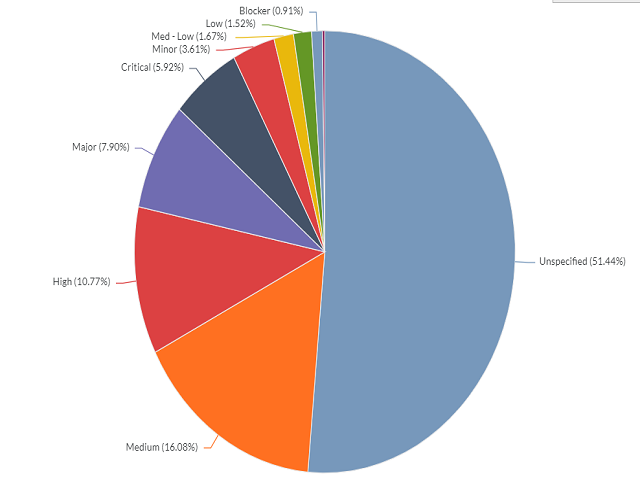 Blocker (0.91%)
Low (1.52%)
Med - Low (1.67%)
Minor (3.61%)
Critical (5.92%)
Major (7.90%)
Unspecified (51.44%)
High (10.77%)
Medium (16.08%)